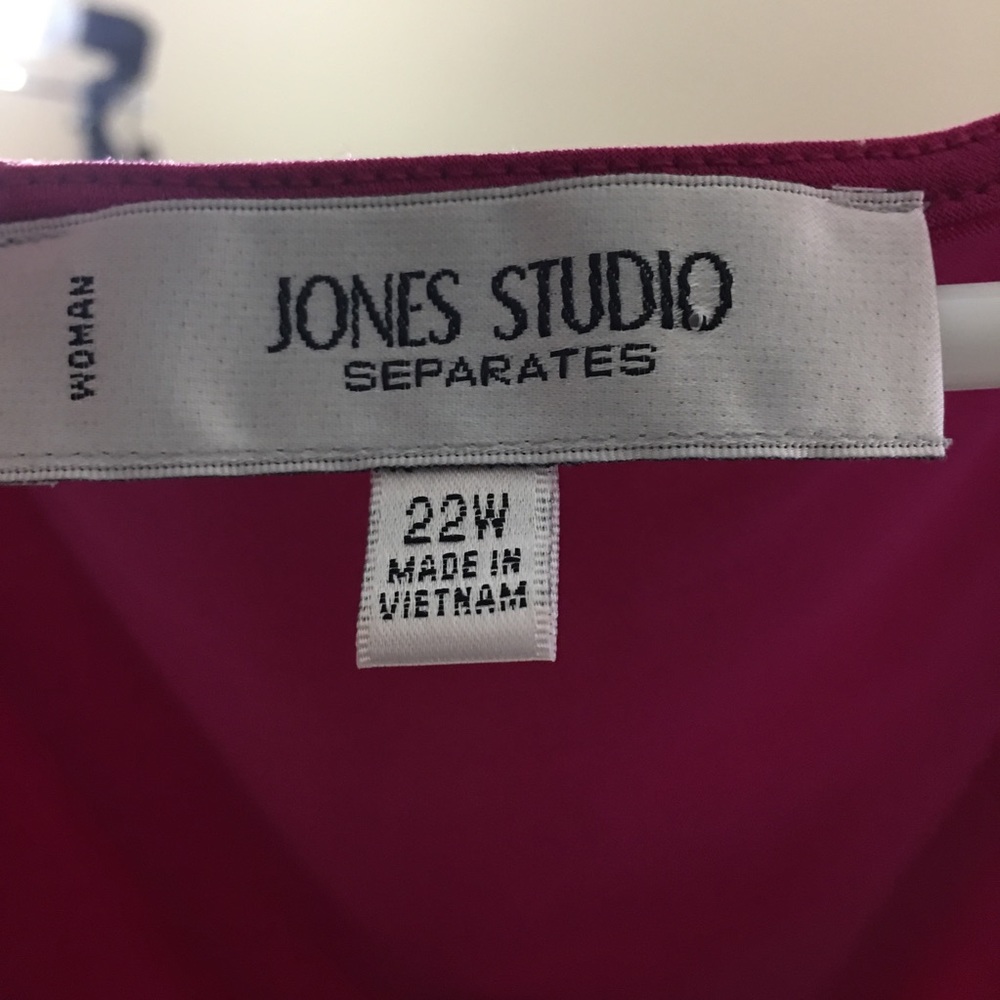 WOMAN
JONES STUDIO
SEPARATES
22W
MADE IN
VIETNAM